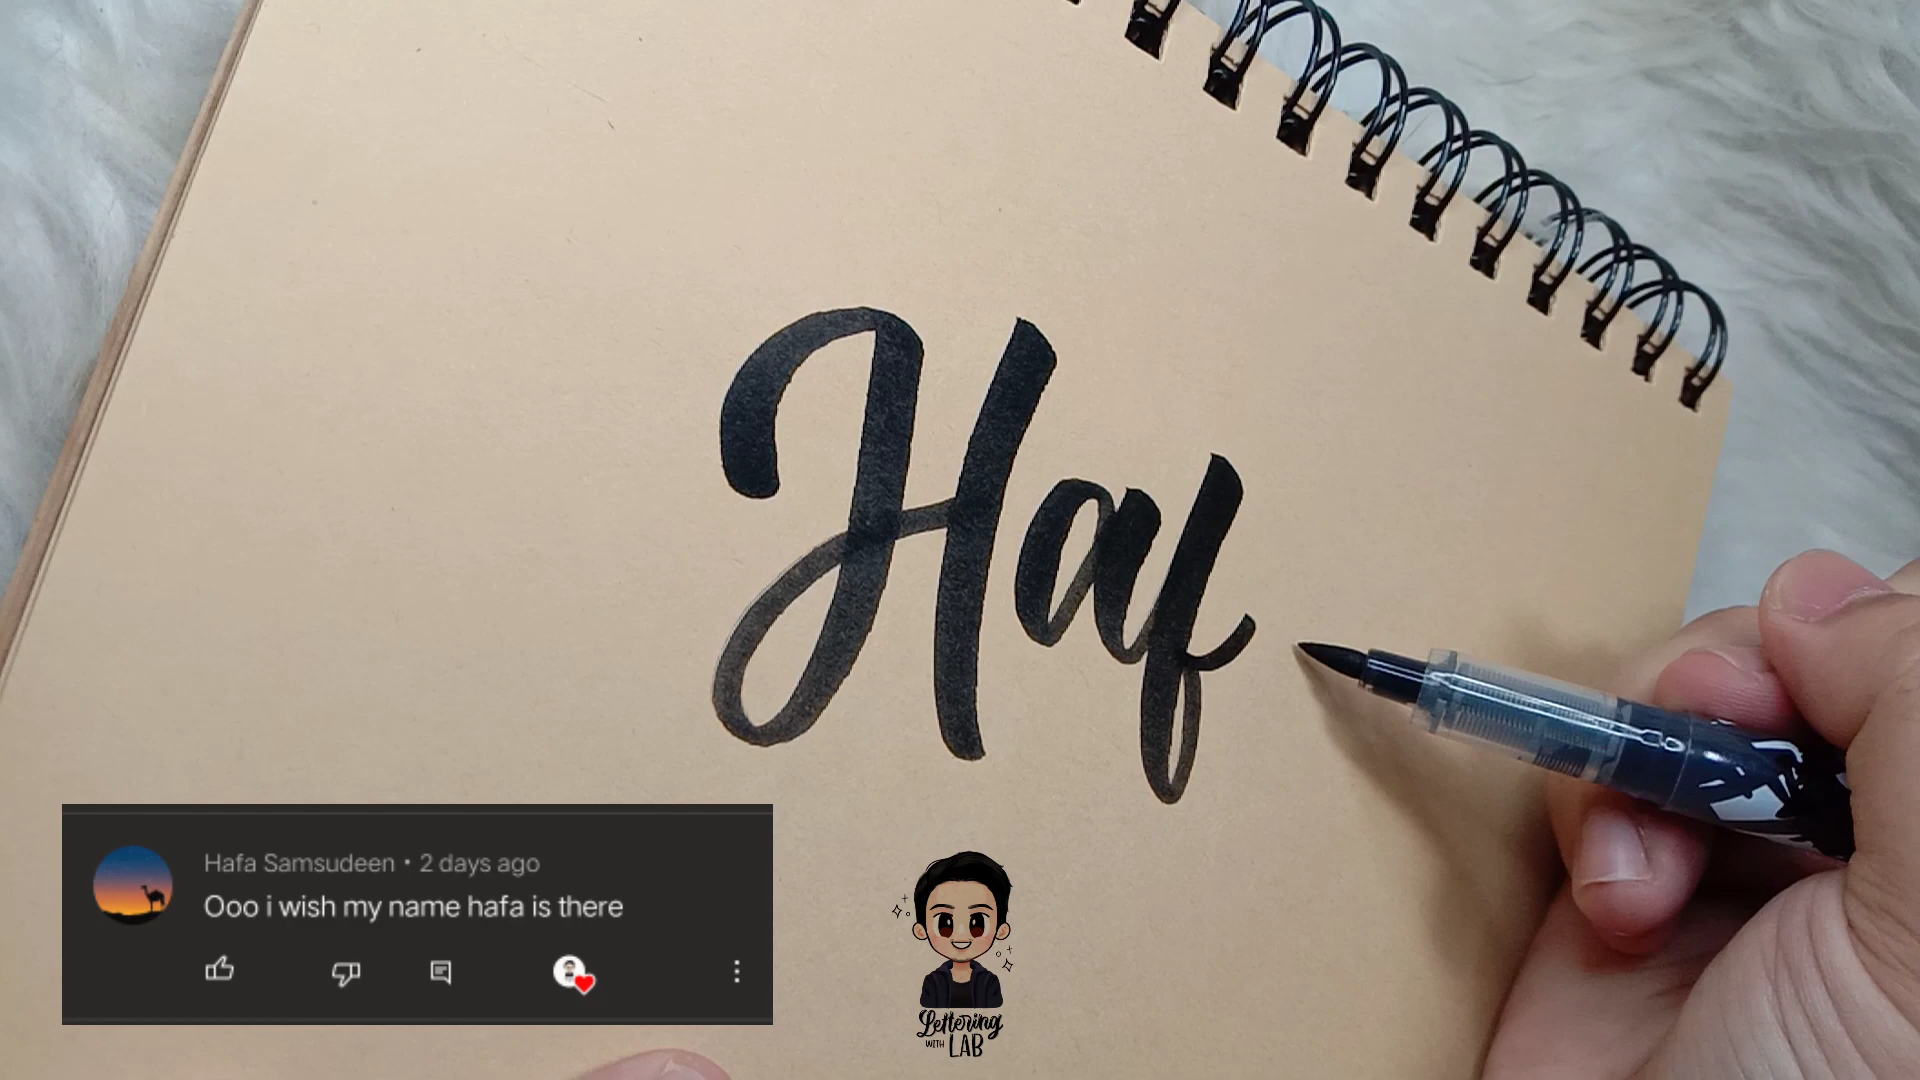 Haf
Hafa Samsudeen • 2 days ago
Ooo i wish my name hafa is there
Lettering
WITH LAB